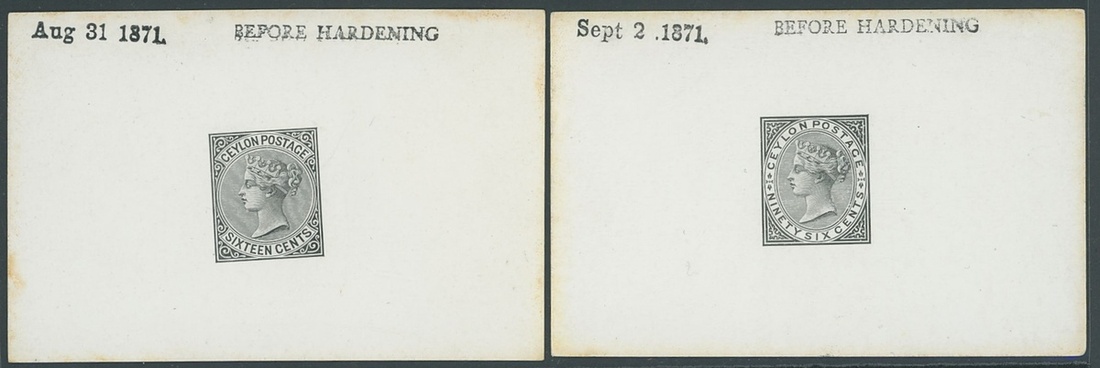 Aug 31 1871.
BEFORE HARDENING
CEYLON POSTAGE
SIXTEEN CENTS
Sept 2 .1871.
BEFORE HARDENING
CEYLON POSTAGE
NINETY SIX CENTS